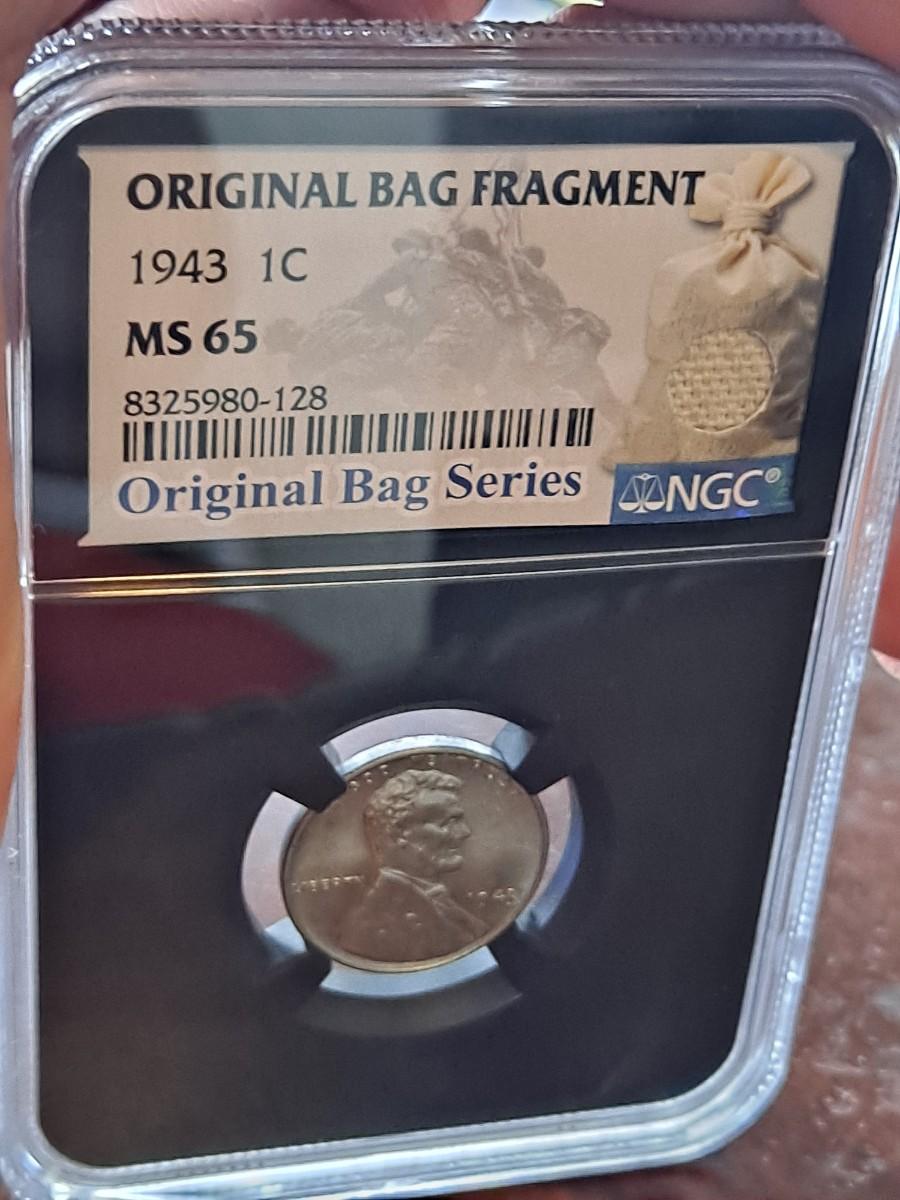 ORIGINAL BAG FRAGMENT
1943 1C
MS 65
8325980-128
Original Bag Series
NGC®
LIBERTY
1943